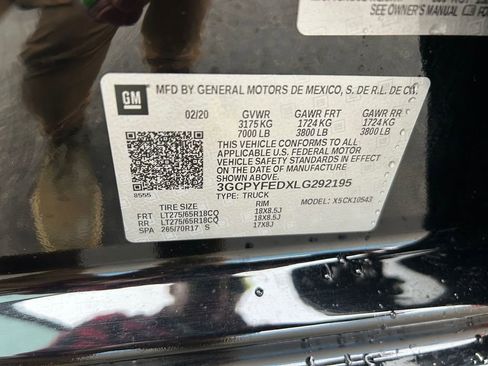 SEE OWNER'S MANUAL
GM
MFD BY GENERAL MOTORS DE MEXICO, S. DE R.L. DE C.V.
02/20 GVWR GAWR FRT GAWR RR
3175 KG 1724 KG 1724 KG
7000 LB 3800 LB 3800 LB
THIS VEHICLE CONFORMS TO ALL APPLICABLE
U.S. FEDERAL MOTOR VEHICLE SAFETY AND
THEFT PREVENTION STANDARDS IN EFFECT ON
THE DATE OF MANUFACTURE SHOWN ABOVE.
3GCPYFEDXLG292195
8555 TYPE: TRUCK MODEL: X5CK10543
TIRE SIZE RIM
FRT LT275/65R18CQ 18X8.5J
RR LT275/65R18CQ 18X8.5J
SPA 265/70R17 S 17X8J